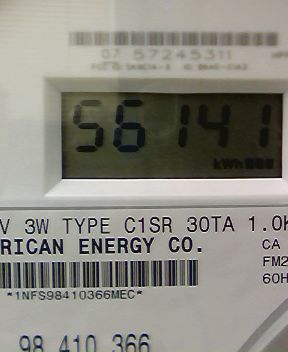 07 57245311
56141
kWh
V 3W TYPE C1SR 30TA 1.0K
RICAN ENERGY CO.
CA
FM2
60H
*1NFS98410366MEC*
98 410 366